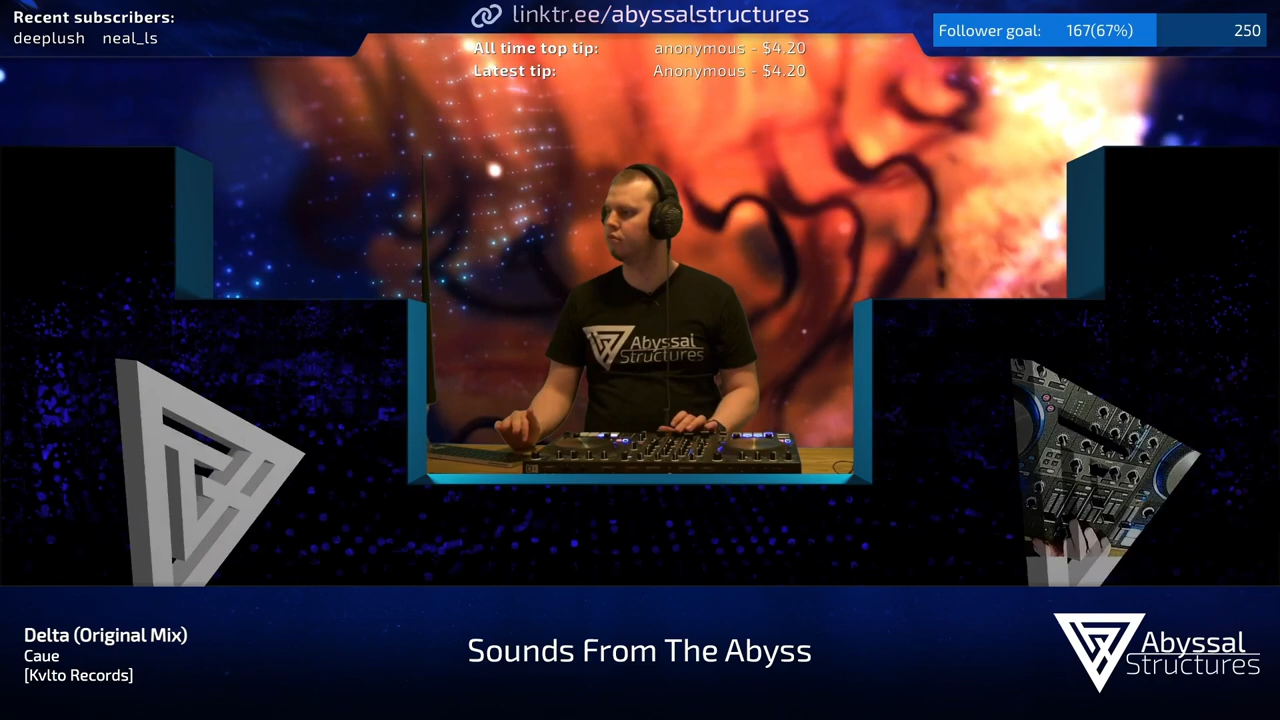 Recent subscribers:
deeplush neal_ls
linktr.ee/abyssalstructures
All time top tip: anonymous - $4.20
Latest tip: Anonymous - $4.20
Follower goal: 167(67%) 250
Abyssal
Structures
Delta (Original Mix)
Caue
[Kvlto Records]
Sounds From The Abyss
Abyssal
Structures